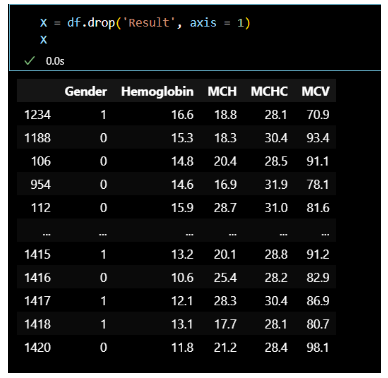 X = df.drop('Result', axis = 1)
X
✓ 0.0s
Gender Hemoglobin MCH MCHC MCV
1234 1 16.6 18.8 28.1 70.9
1188 0 15.3 18.3 30.4 93.4
106 0 14.8 20.4 28.5 91.1
954 0 14.6 16.9 31.9 78.1
112 0 15.9 28.7 31.0 81.6
... ... ... ... ... ...
1415 1 13.2 20.1 28.8 91.2
1416 0 10.6 25.4 28.2 82.9
1417 1 12.1 28.3 30.4 86.9
1418 1 13.1 17.7 28.1 80.7
1420 0 11.8 21.2 28.4 98.1